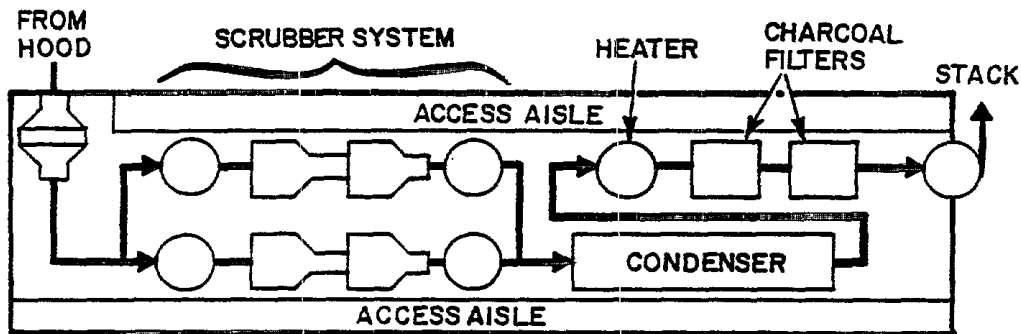 FROM
HOOD
SCRUBBER SYSTEM
HEATER
CHARCOAL
FILTERS
STACK
ACCESS AISLE
CONDENSER
ACCESS AISLE